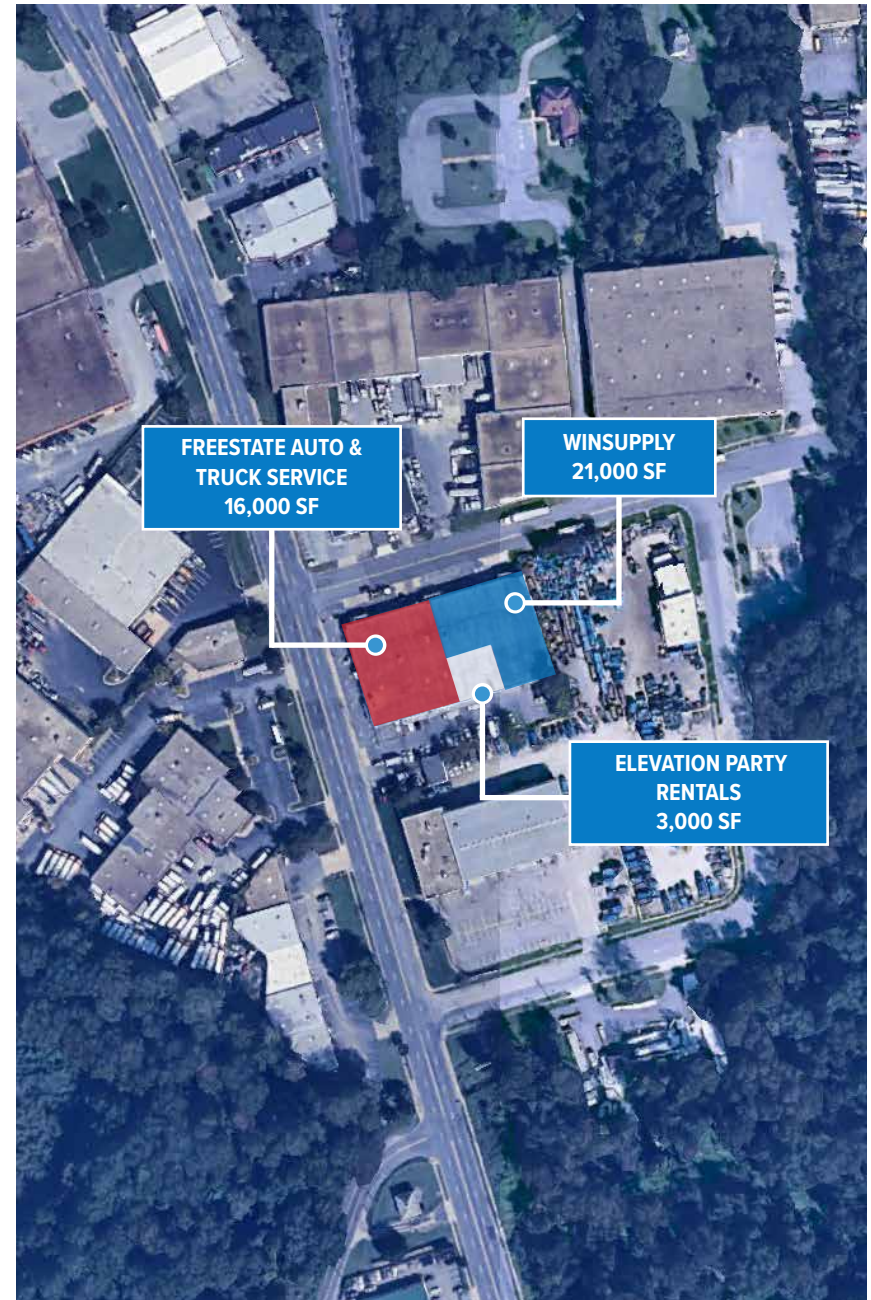 FREESTATE AUTO &
TRUCK SERVICE
16,000 SF
WINSUPPLY
21,000 SF
ELEVATION PARTY
RENTALS
3,000 SF